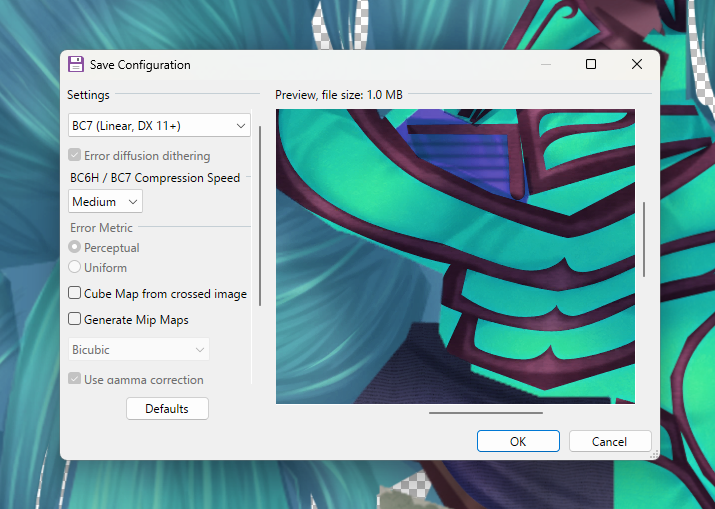 Save Configuration
Settings
Preview, file size: 1.0 MB
BC7 (Linear, DX 11+)
Error diffusion dithering
BC6H / BC7 Compression Speed
Medium
Error Metric
Perceptual
Uniform
Cube Map from crossed image
Generate Mip Maps
Bicubic
Use gamma correction
Defaults
OK
Cancel